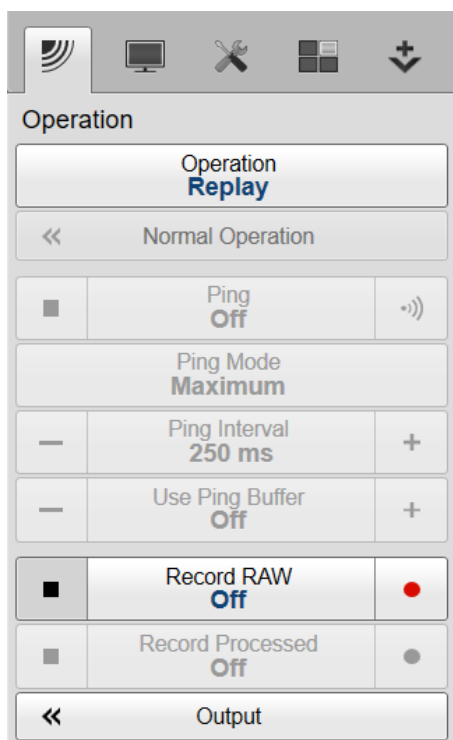 Operation
Operation
Replay
Normal Operation
Ping
Off
Ping Mode
Maximum
Ping Interval
250 ms
Use Ping Buffer
Off
Record RAW
Off
Record Processed
Off
Output